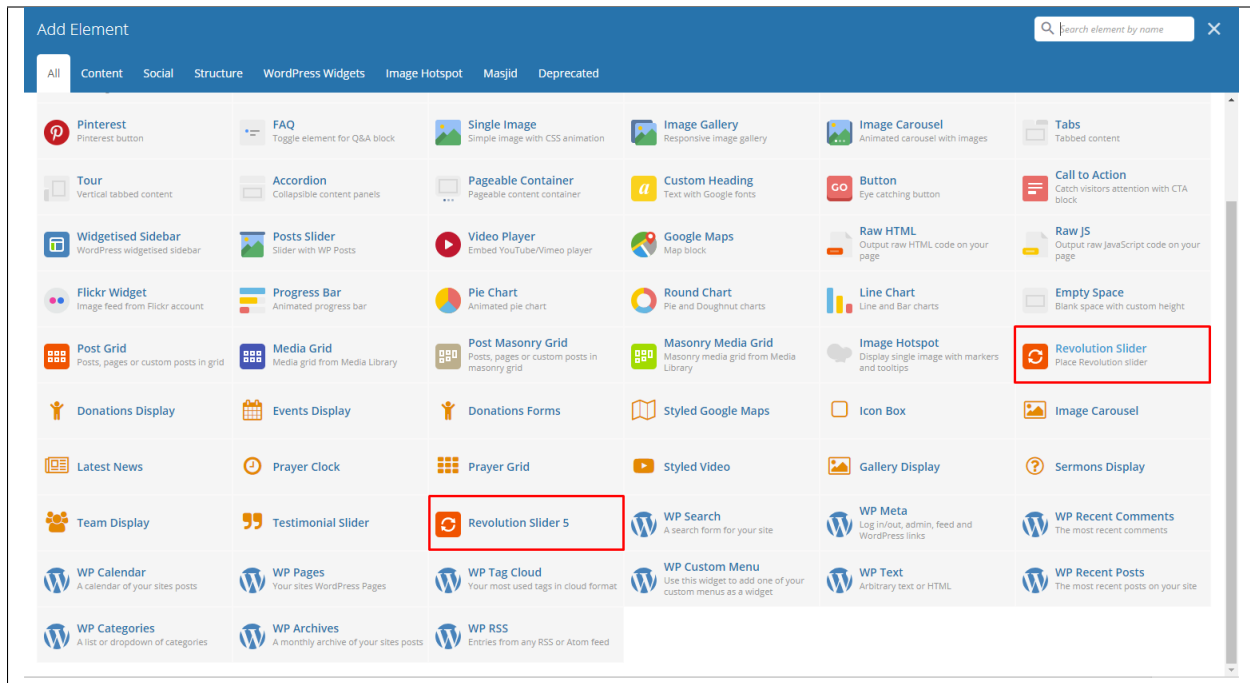 Add Element
Search element by name
All Content Social Structure WordPress Widgets Image Hotspot Masjid Deprecated
Pinterest
Pinterest button
FAQ
Toggle element for Q&A block
Single Image
Simple image with CSS animation
Image Gallery
Responsive image gallery
Image Carousel
Animated carousel with images
Tabs
Tabbed content
Tour
Vertical tabbed content
Accordion
Collapsible content panels
Pageable Container
Pageable content container
a
Custom Heading
Text with Google fonts
GO
Button
Eye catching button
Call to Action
Catch visitors attention with CTA
block
Widgetised Sidebar
WordPress widgetised sidebar
Posts Slider
Slider with WP Posts
Video Player
Embed YouTube/Vimeo player
Google Maps
Map block
Raw HTML
Output raw HTML code on your
page
Raw JS
Output raw JavaScript code on your
page
Flickr Widget
Image feed from Flickr account
Progress Bar
Animated progress bar
Pie Chart
Animated pie chart
Round Chart
Pie and Doughnut charts
Line Chart
Line and Bar charts
Empty Space
Blank space with custom height
Post Grid
Posts, pages or custom posts in grid
Media Grid
Media grid from Media Library
Post Masonry Grid
Posts, pages or custom posts in
masonry grid
Masonry Media Grid
Masonry media grid from Media
Library
Image Hotspot
Display single image with markers
and tooltips
Revolution Slider
Place Revolution slider
Donations Display
Events Display
Donations Forms
Styled Google Maps
Icon Box
Image Carousel
Latest News
Prayer Clock
Prayer Grid
Styled Video
Gallery Display
Sermons Display
Team Display
Testimonial Slider
Revolution Slider 5
WP Search
A search form for your site
WP Meta
Log in/out, admin, feed and
WordPress links
WP Recent Comments
The most recent comments
WP Calendar
A calendar of your sites posts
WP Pages
Your sites WordPress Pages
WP Tag Cloud
Your most used tags in cloud format
WP Custom Menu
Use this widget to add one of your
custom menus as a widget
WP Text
Arbitrary text or HTML
WP Recent Posts
The most recent posts on your site
WP Categories
A list or dropdown of categories
WP Archives
A monthly archive of your sites posts
WP RSS
Entries from any RSS or Atom feed